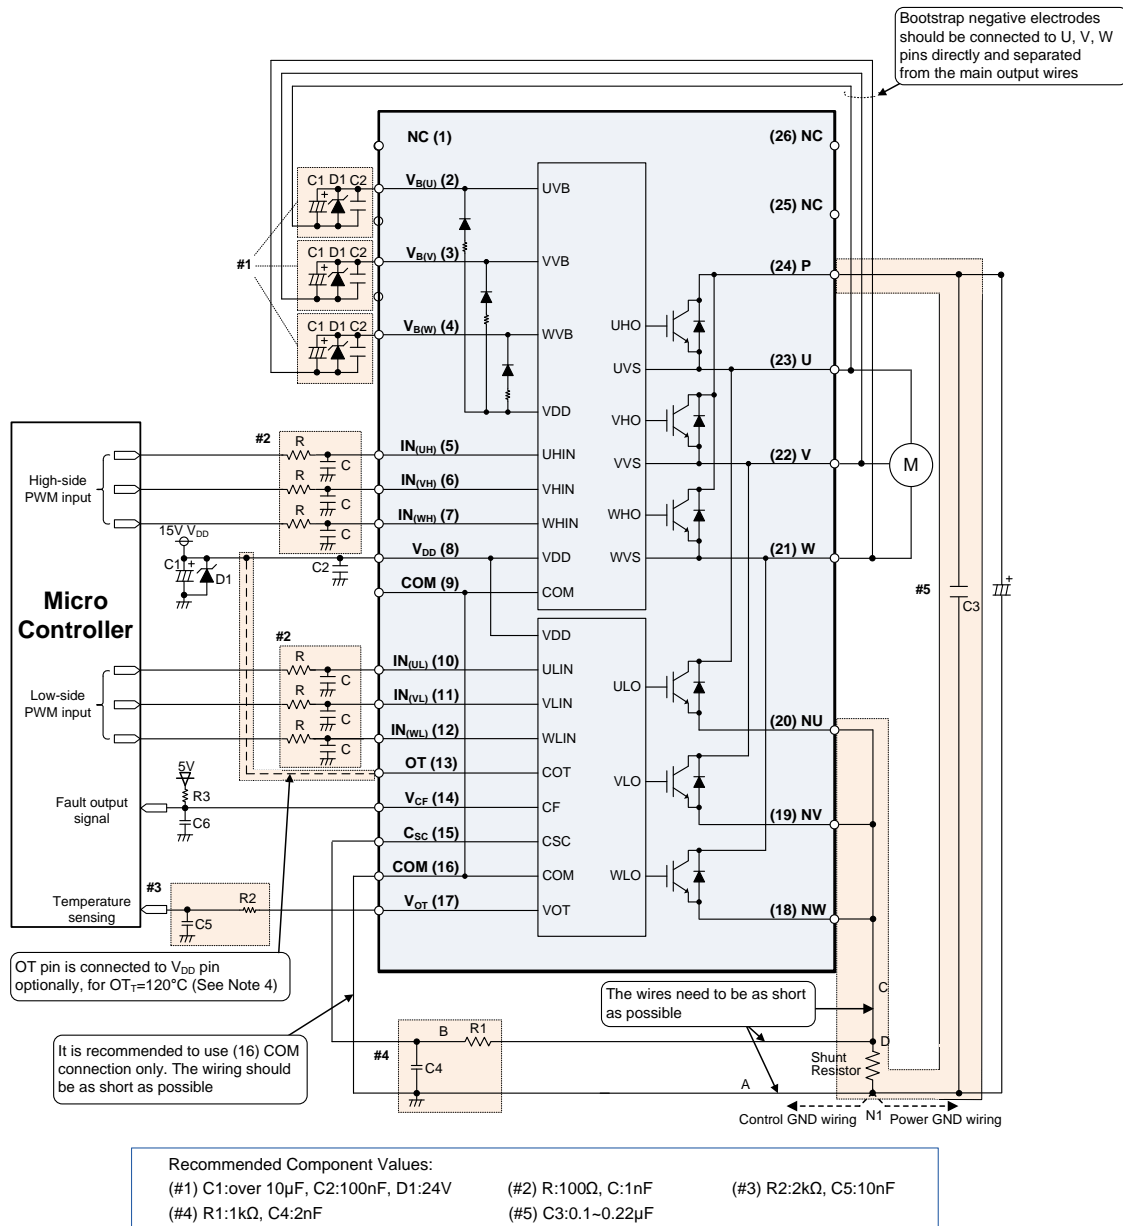 Bootstrap negative electrodes
should be connected to U, V, W
pins directly and separated
from the main output wires
NC (1)
(26) NC
C1 D1 C2
+
VB(U) (2)
UVB
(25) NC
#1
C1 D1 C2
+
VB(V) (3)
VVB
(24) P
C1 D1 C2
+
VB(W) (4)
WVB
UHO
UVS
(23) U
VDD
VHO
#2
R
C
IN(UH) (5)
UHIN
VVS
(22) V
M
High-side
PWM input
R
C
IN(VH) (6)
VHIN
R
C
IN(WH) (7)
WHIN
WHO
15V VDD
C1
+
D1
C2
VDD (8)
VDD
WVS
(21) W
COM (9)
COM
#5
C3
+
Micro
Controller
VDD
#2
R
C
IN(UL) (10)
ULIN
ULO
Low-side
PWM input
R
C
IN(VL) (11)
VLIN
R
C
IN(WL) (12)
WLIN
(20) NU
OT (13)
COT
VLO
5V
R3
Fault output
signal
C6
VCF (14)
CF
(19) NV
CSC (15)
CSC
COM (16)
COM
WLO
Temperature
sensing
#3
C5
R2
VOT (17)
VOT
(18) NW
OT pin is connected to VDD pin
optionally, for OTT=120°C (See Note 4)
The wires need to be as short
as possible
C
It is recommended to use (16) COM
connection only. The wiring should
be as short as possible
#4
B
R1
C4
D
Shunt
Resistor
A
Control GND wiring
N1
Power GND wiring
Recommended Component Values:
(#1) C1:over 10µF, C2:100nF, D1:24V
(#2) R:100Ω, C:1nF
(#3) R2:2kΩ, C5:10nF
(#4) R1:1kΩ, C4:2nF
(#5) C3:0.1~0.22µF